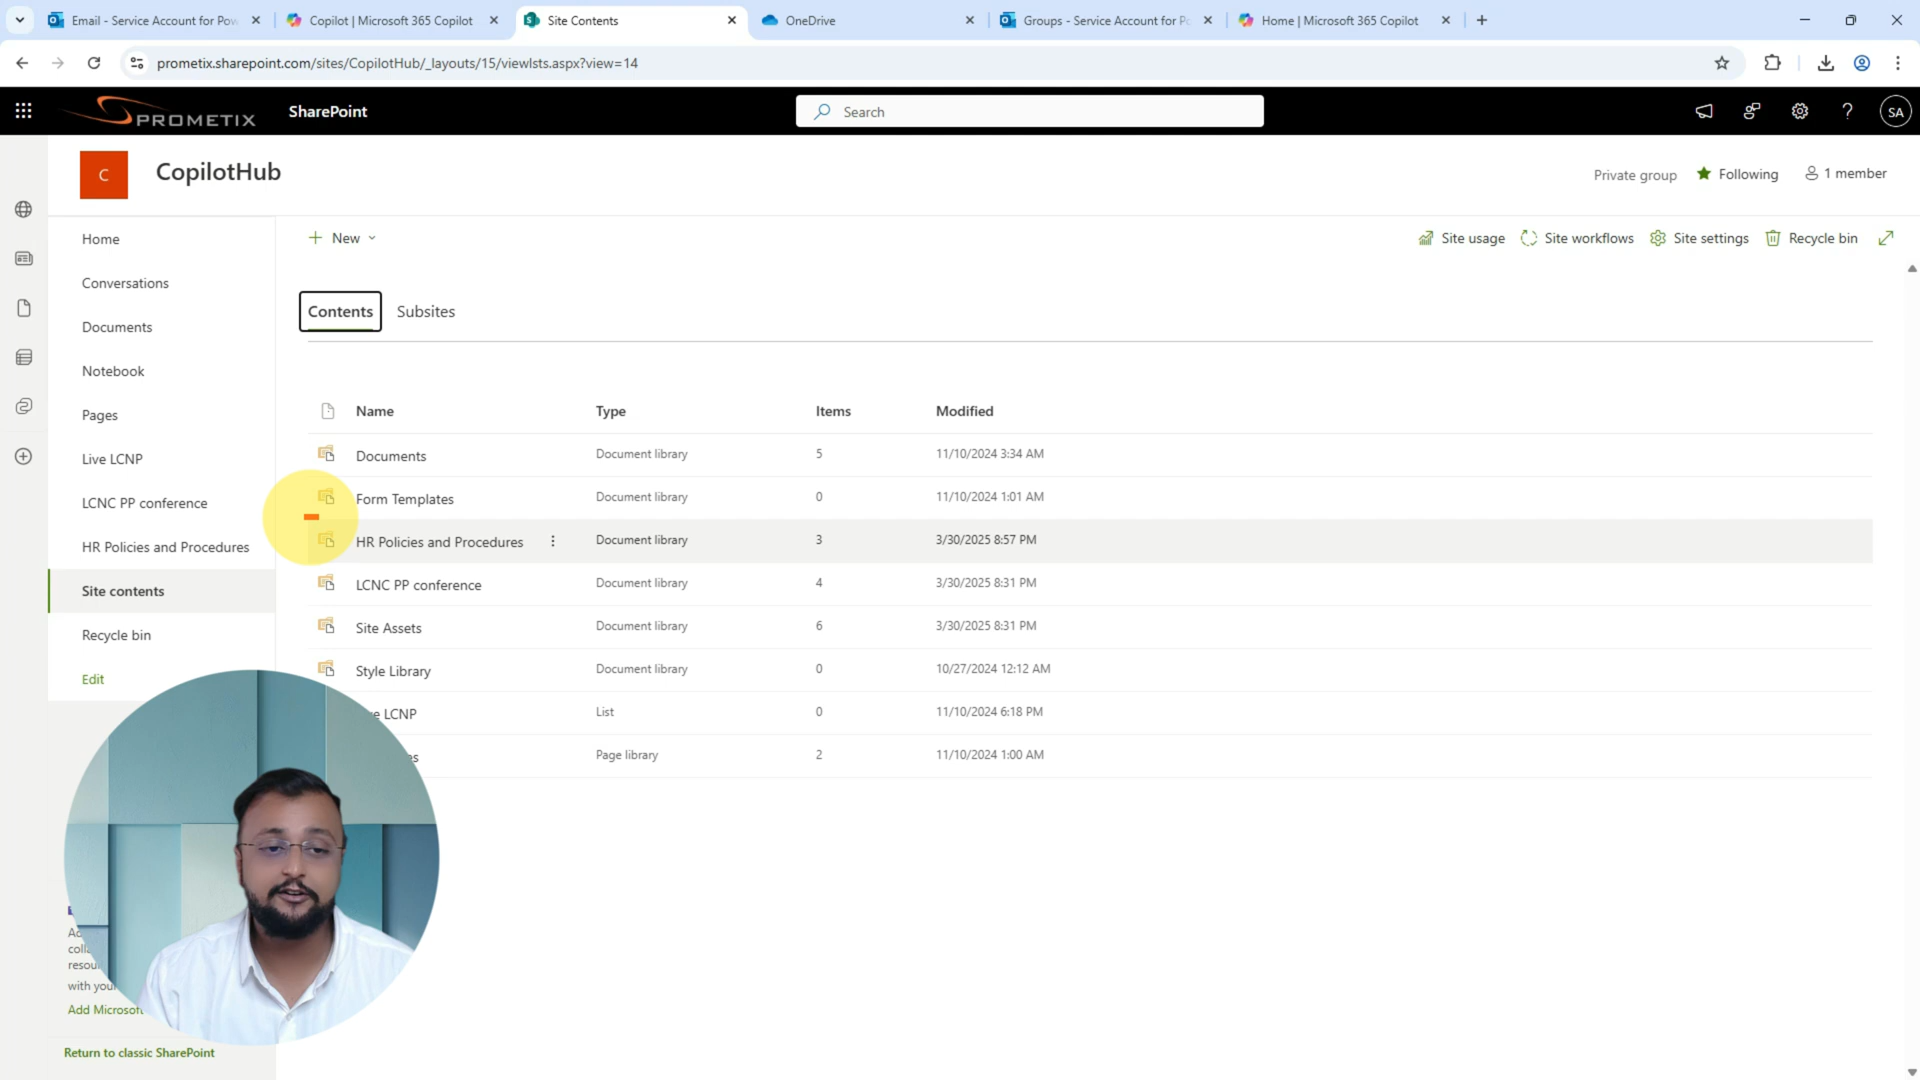 Email - Service Account for Pow
Copilot | Microsoft 365 Copilot
Site Contents
OneDrive
Groups - Service Account for Po
Home | Microsoft 365 Copilot
prometix.sharepoint.com/sites/CopilotHub/_layouts/15/viewlsts.aspx?view=14
PROMETIX
SharePoint
Search
SA
C
CopilotHub
Private group
Following
1 member
Home
Conversations
Documents
Notebook
Pages
Live LCNP
LCNC PP conference
HR Policies and Procedures
Site contents
Recycle bin
Edit
New
Site usage
Site workflows
Site settings
Recycle bin
Contents
Subsites
Name Type Items Modified
Documents Document library 5 11/10/2024 3:34 AM
Form Templates Document library 0 11/10/2024 1:01 AM
HR Policies and Procedures Document library 3 3/30/2025 8:57 PM
LCNC PP conference Document library 4 3/30/2025 8:31 PM
Site Assets Document library 6 3/30/2025 8:31 PM
Style Library Document library 0 10/27/2024 12:12 AM
LCNP List 0 11/10/2024 6:18 PM
Page library 2 11/10/2024 1:00 AM
with your
Add Microsoft
Return to classic SharePoint